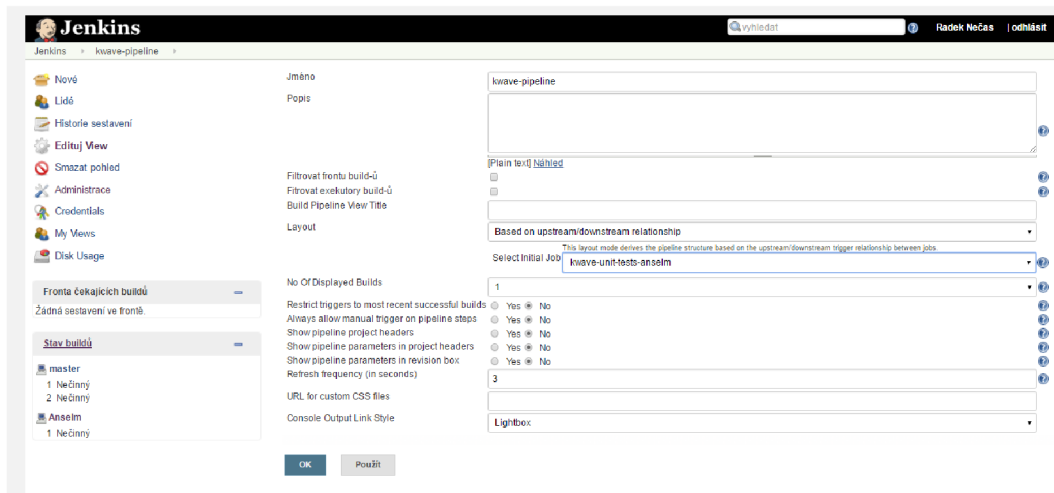 Jenkins
vyhledat
Radek Nečas | odhlásit
Jenkins kwave-pipeline
Nové
Lidé
Historie sestavení
Edituj View
Smazat pohled
Administrace
Credentials
My Views
Disk Usage
Fronta čekajících buildů
Žádná sestavení ve frontě.
Stav buildů
master
1 Nečinný
2 Nečinný
Anselm
1 Nečinný
Jméno kwave-pipeline
Popis
[Plain text] Náhled
Filtrovat frontu build-ů
Fitrovat exekutory build-ů
Build Pipeline View Title
Layout Based on upstream/downstream relationship
This layout mode derives the pipeline structure based on the upstream/downstream trigger relationship between jobs.
Select Initial Job kwave-unit-tests-anselm
No Of Displayed Builds 1
Restrict triggers to most recent successful builds Yes No
Always allow manual trigger on pipeline steps Yes No
Show pipeline project headers Yes No
Show pipeline parameters in project headers Yes No
Show pipeline parameters in revision box Yes No
Refresh frequency (in seconds) 3
URL for custom CSS files
Console Output Link Style Lightbox
OK Použít